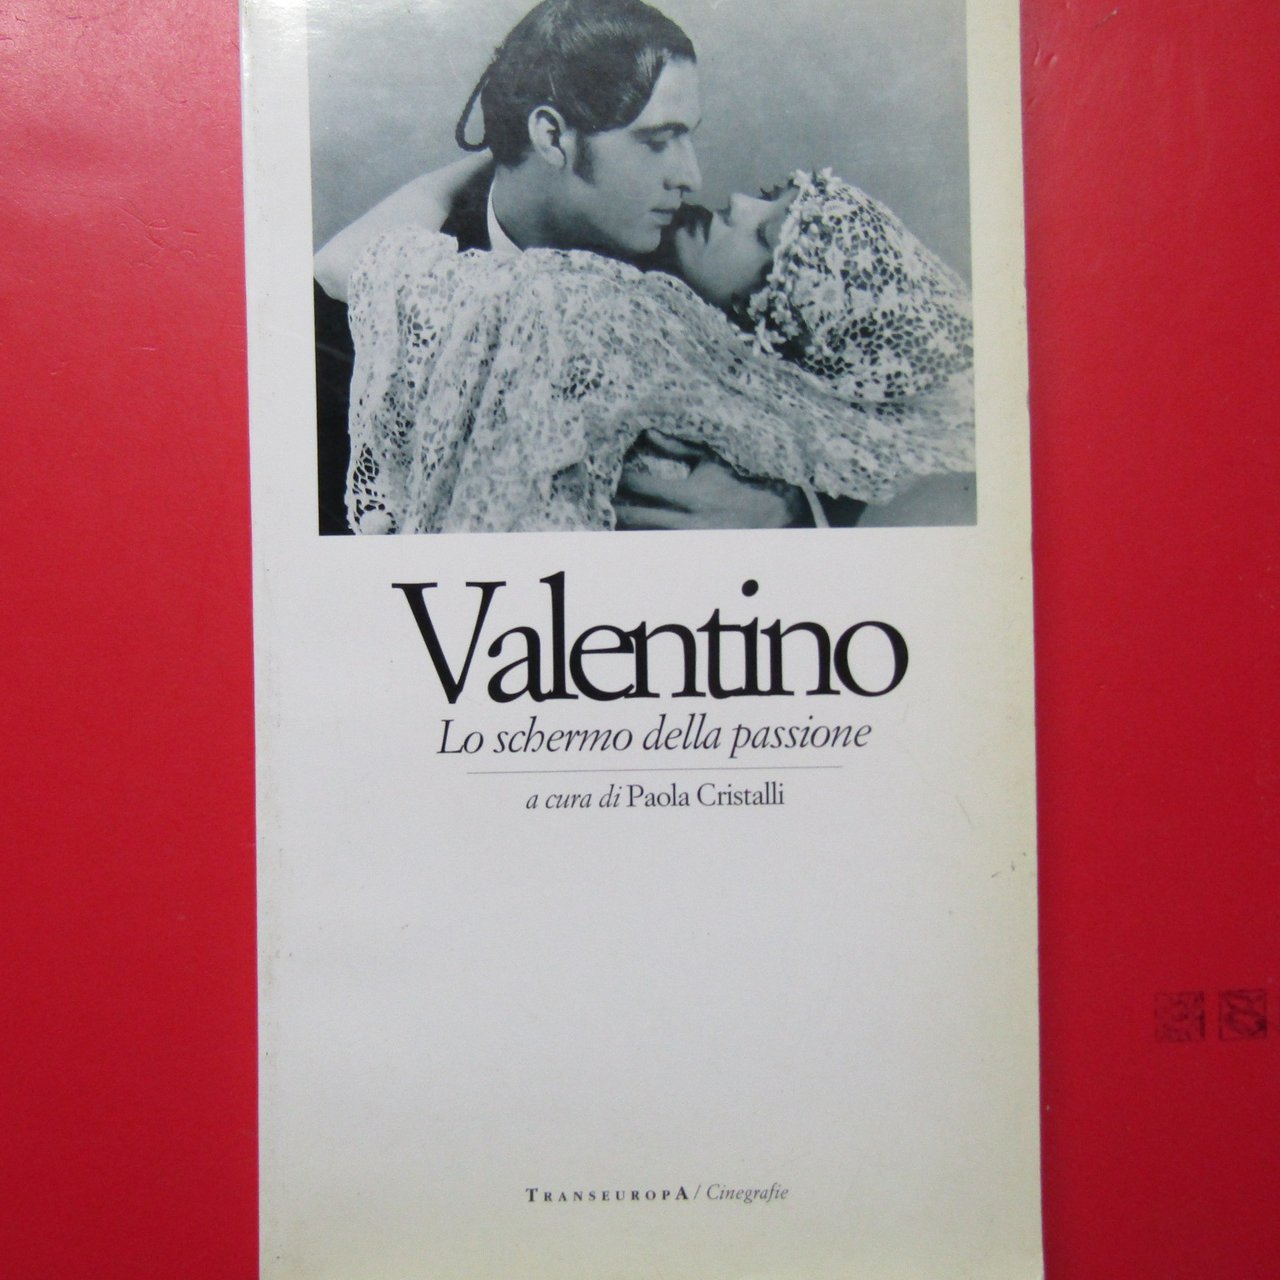 Valentino
Lo schermo della passione
a cura di Paola Cristalli
TRANSEUROPA / Cinegrafie